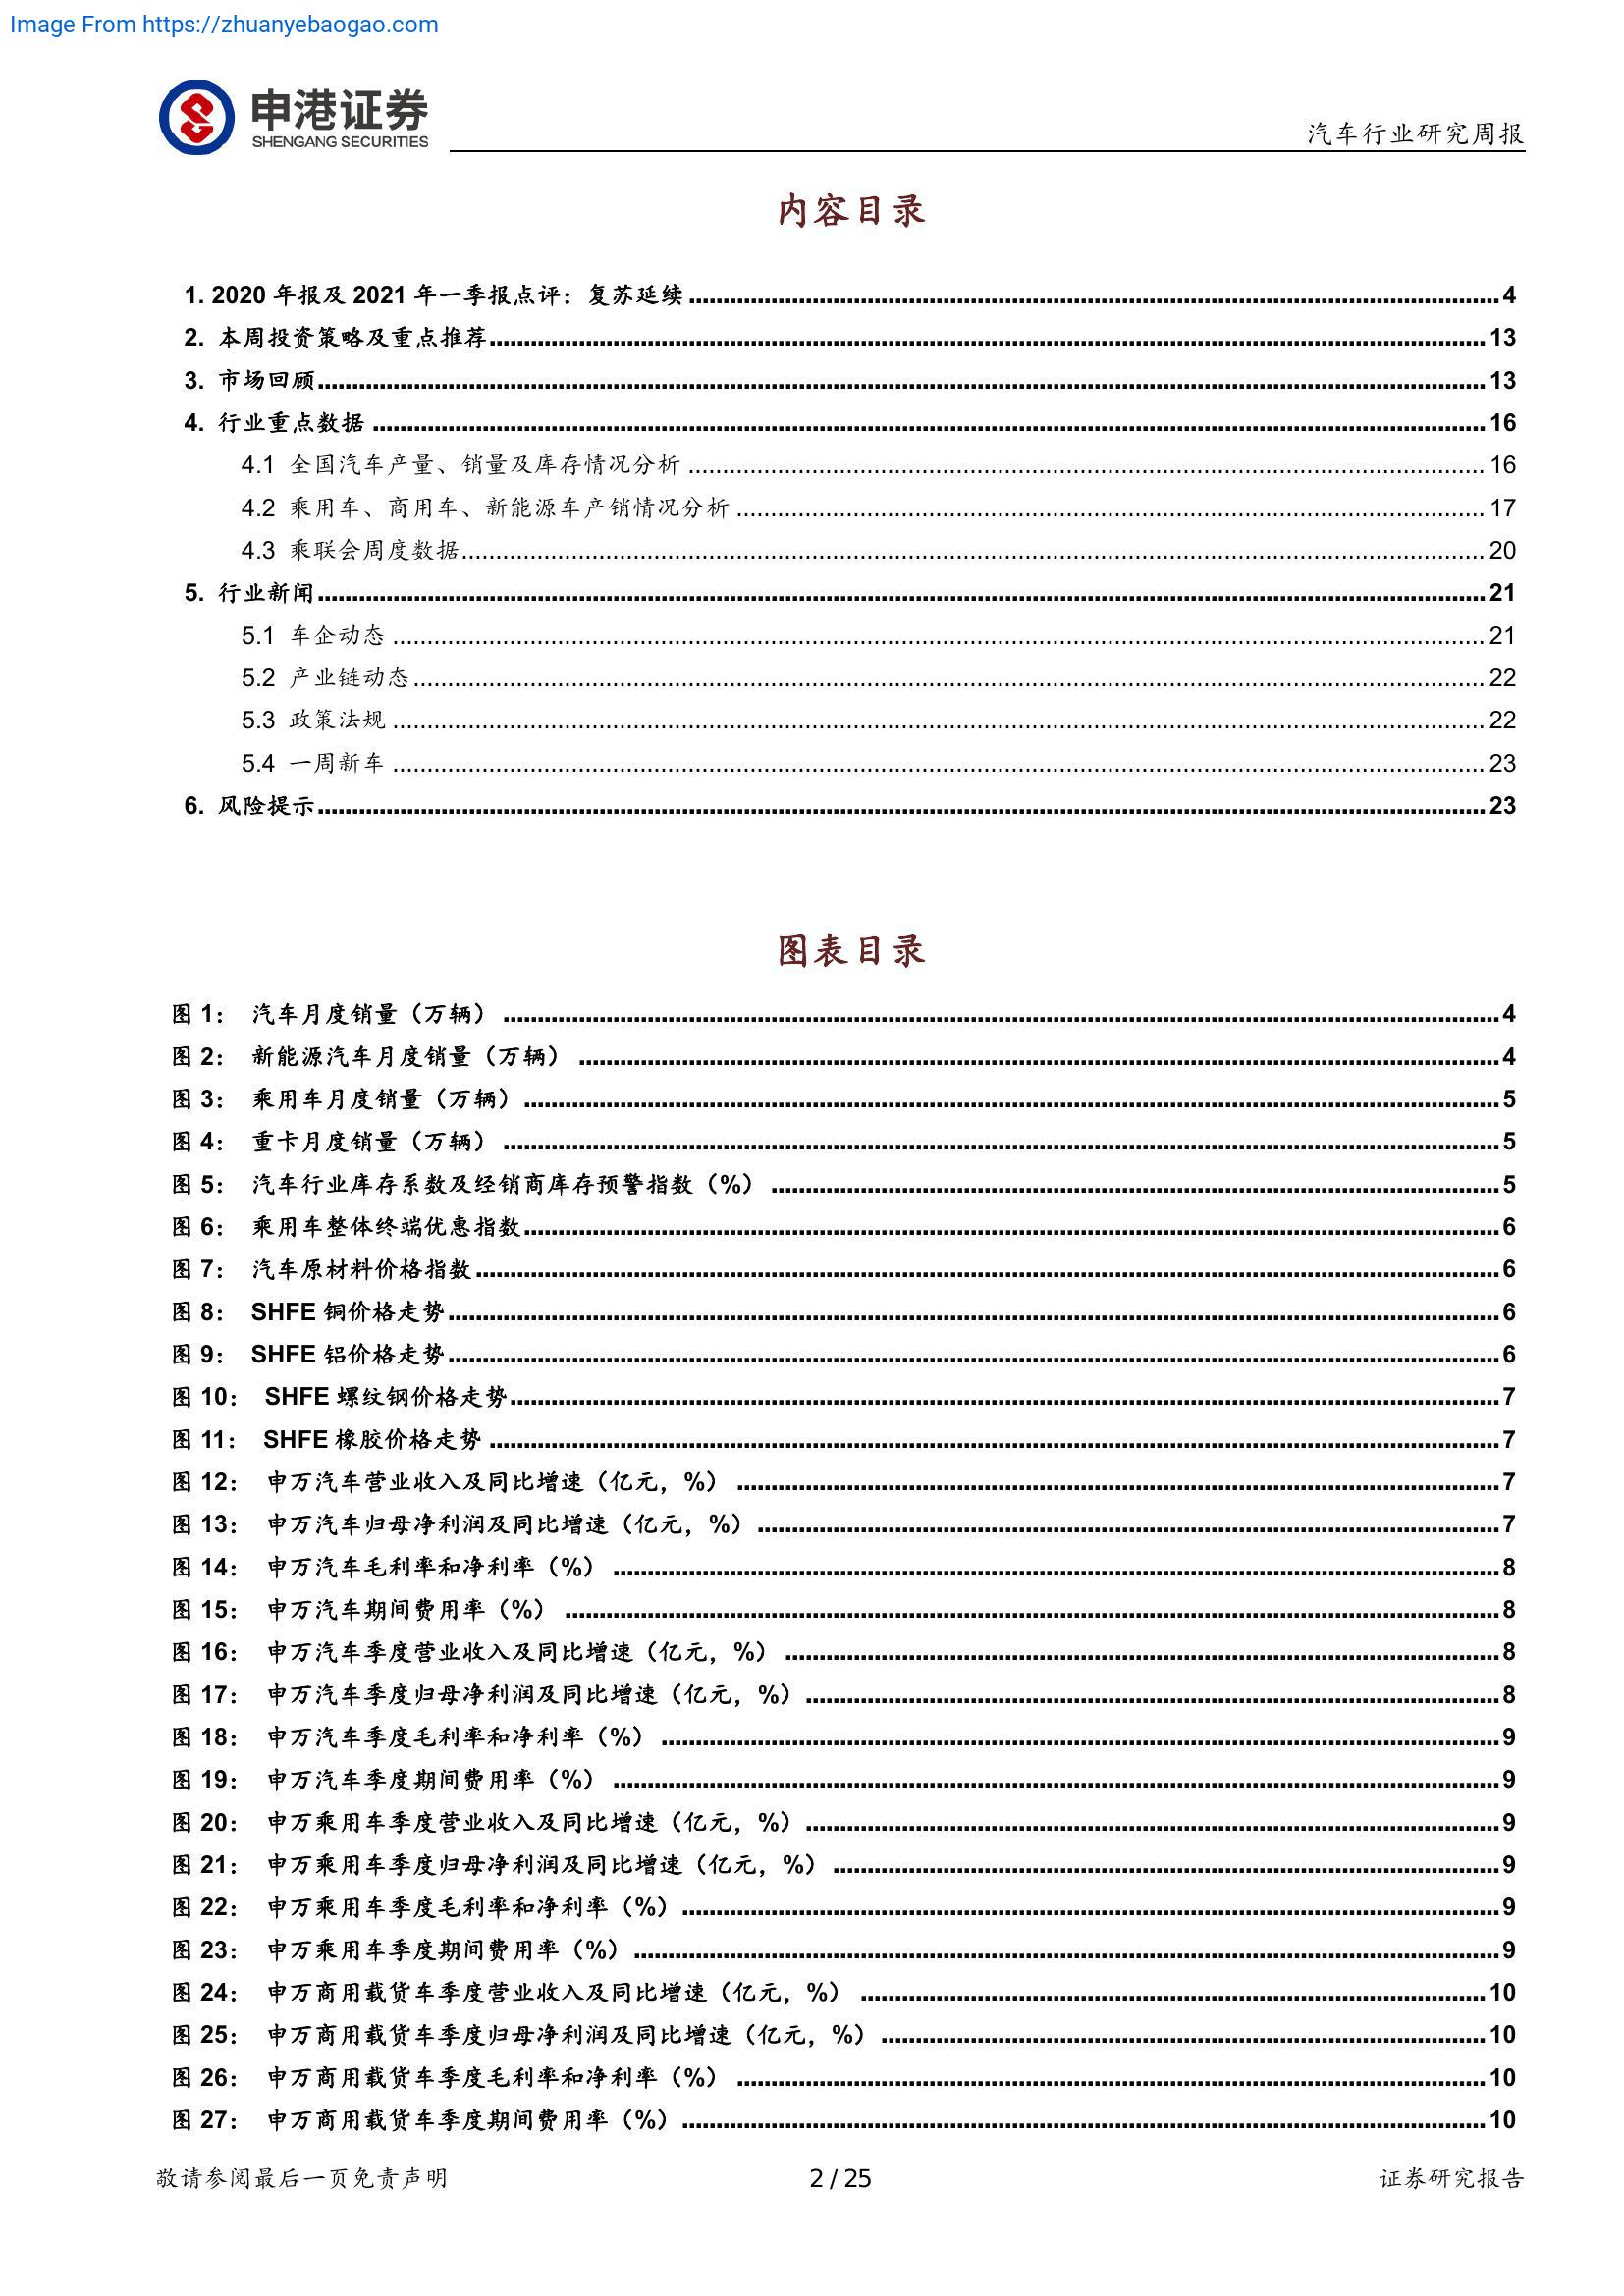 Image From https://zhuanyebaogao.com
申港证券
SHENGANG SECURITIES
汽车行业研究周报
内容目录
1. 2020 年报及 2021 年一季报点评：复苏延续 4
2. 本周投资策略及重点推荐 13
3. 市场回顾 13
4. 行业重点数据 16
4.1 全国汽车产量、销量及库存情况分析 16
4.2 乘用车、商用车、新能源车产销情况分析 17
4.3 乘联会周度数据 20
5. 行业新闻 21
5.1 车企动态 21
5.2 产业链动态 22
5.3 政策法规 22
5.4 一周新车 23
6. 风险提示 23
图表目录
图 1： 汽车月度销量（万辆） 4
图 2： 新能源汽车月度销量（万辆） 4
图 3： 乘用车月度销量（万辆） 5
图 4： 重卡月度销量（万辆） 5
图 5： 汽车行业库存系数及经销商库存预警指数（%） 5
图 6： 乘用车整体终端优惠指数 6
图 7： 汽车原材料价格指数 6
图 8： SHFE 铜价格走势 6
图 9： SHFE 铝价格走势 6
图 10： SHFE 螺纹钢价格走势 7
图 11： SHFE 橡胶价格走势 7
图 12： 申万汽车营业收入及同比增速（亿元，%） 7
图 13： 申万汽车归母净利润及同比增速（亿元，%） 7
图 14： 申万汽车毛利率和净利率（%） 8
图 15： 申万汽车期间费用率（%） 8
图 16： 申万汽车季度营业收入及同比增速（亿元，%） 8
图 17： 申万汽车季度归母净利润及同比增速（亿元，%） 8
图 18： 申万汽车季度毛利率和净利率（%） 9
图 19： 申万汽车季度期间费用率（%） 9
图 20： 申万乘用车季度营业收入及同比增速（亿元，%） 9
图 21： 申万乘用车季度归母净利润及同比增速（亿元，%） 9
图 22： 申万乘用车季度毛利率和净利率（%） 9
图 23： 申万乘用车季度期间费用率（%） 9
图 24： 申万商用载货车季度营业收入及同比增速（亿元，%） 10
图 25： 申万商用载货车季度归母净利润及同比增速（亿元，%） 10
图 26： 申万商用载货车季度毛利率和净利率（%） 10
图 27： 申万商用载货车季度期间费用率（%） 10
敬请参阅最后一页免责声明
2 / 25
证券研究报告